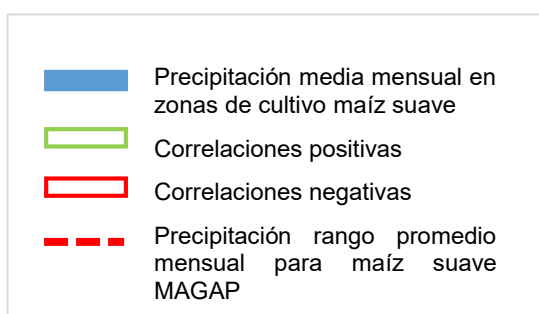 Precipitación media mensual en
zonas de cultivo maíz suave
Correlaciones positivas
Correlaciones negativas
Precipitación rango promedio
mensual para maíz suave
MAGAP